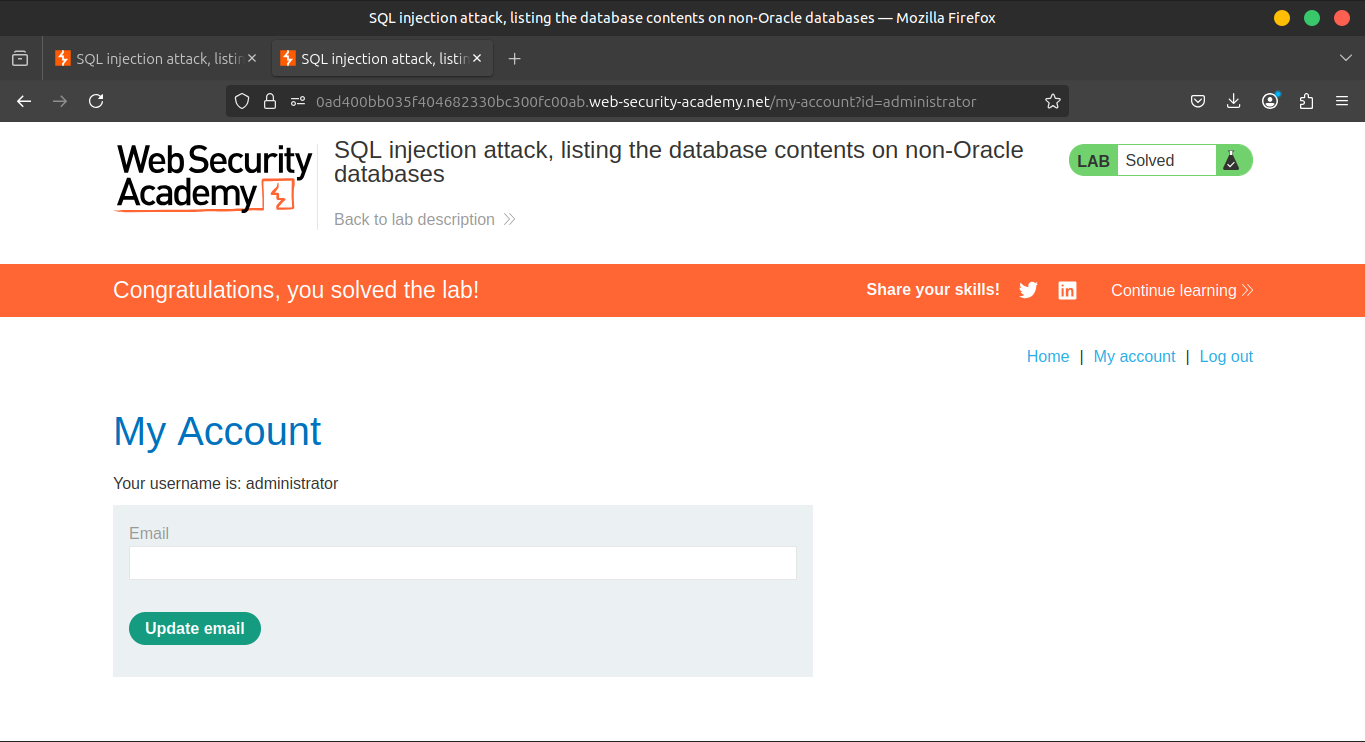 SQL injection attack, listing the database contents on non-Oracle databases — Mozilla Firefox
SQL injection attack, listin
SQL injection attack, listin
0ad400bb035f404682330bc300fc00ab.web-security-academy.net/my-account?id=administrator
Web Security
Academy
SQL injection attack, listing the database contents on non-Oracle
databases
Back to lab description
LAB Solved
Congratulations, you solved the lab!
Share your skills!
Continue learning
Home | My account | Log out
My Account
Your username is: administrator
Email
Update email